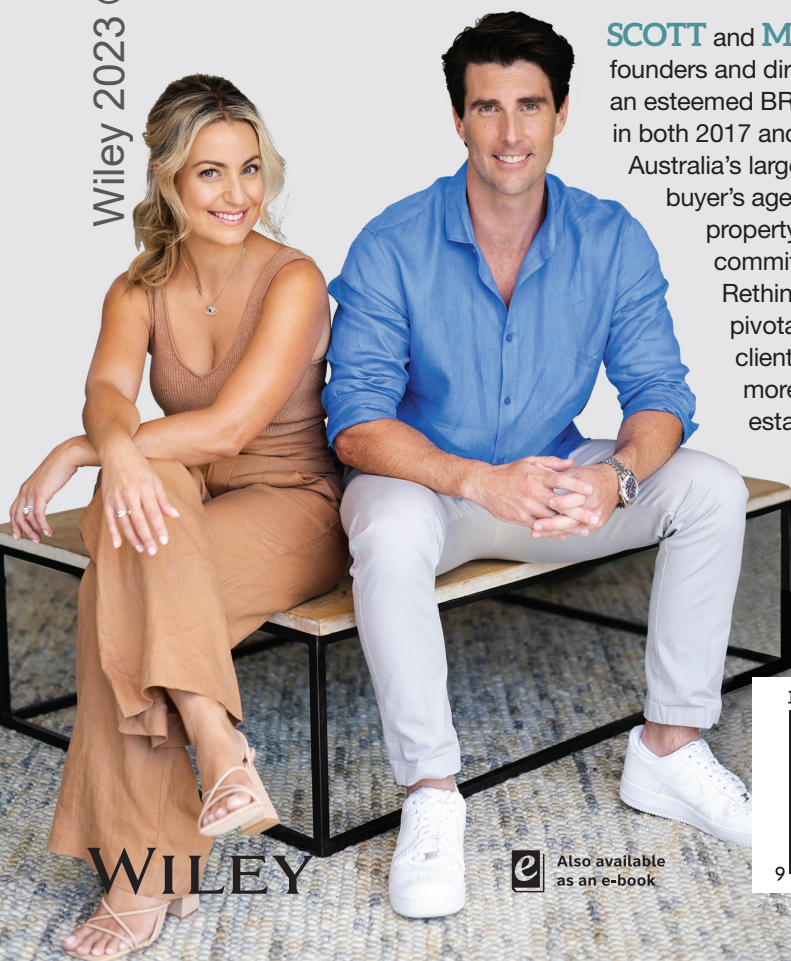 Wiley 2023
SCOTT and M
founders and dir
an esteemed BR
in both 2017 and
Australia's large
buyer's age
property
commit
Rethin
pivota
client
more
esta
WILEY
e
Also available
as an e-book
9